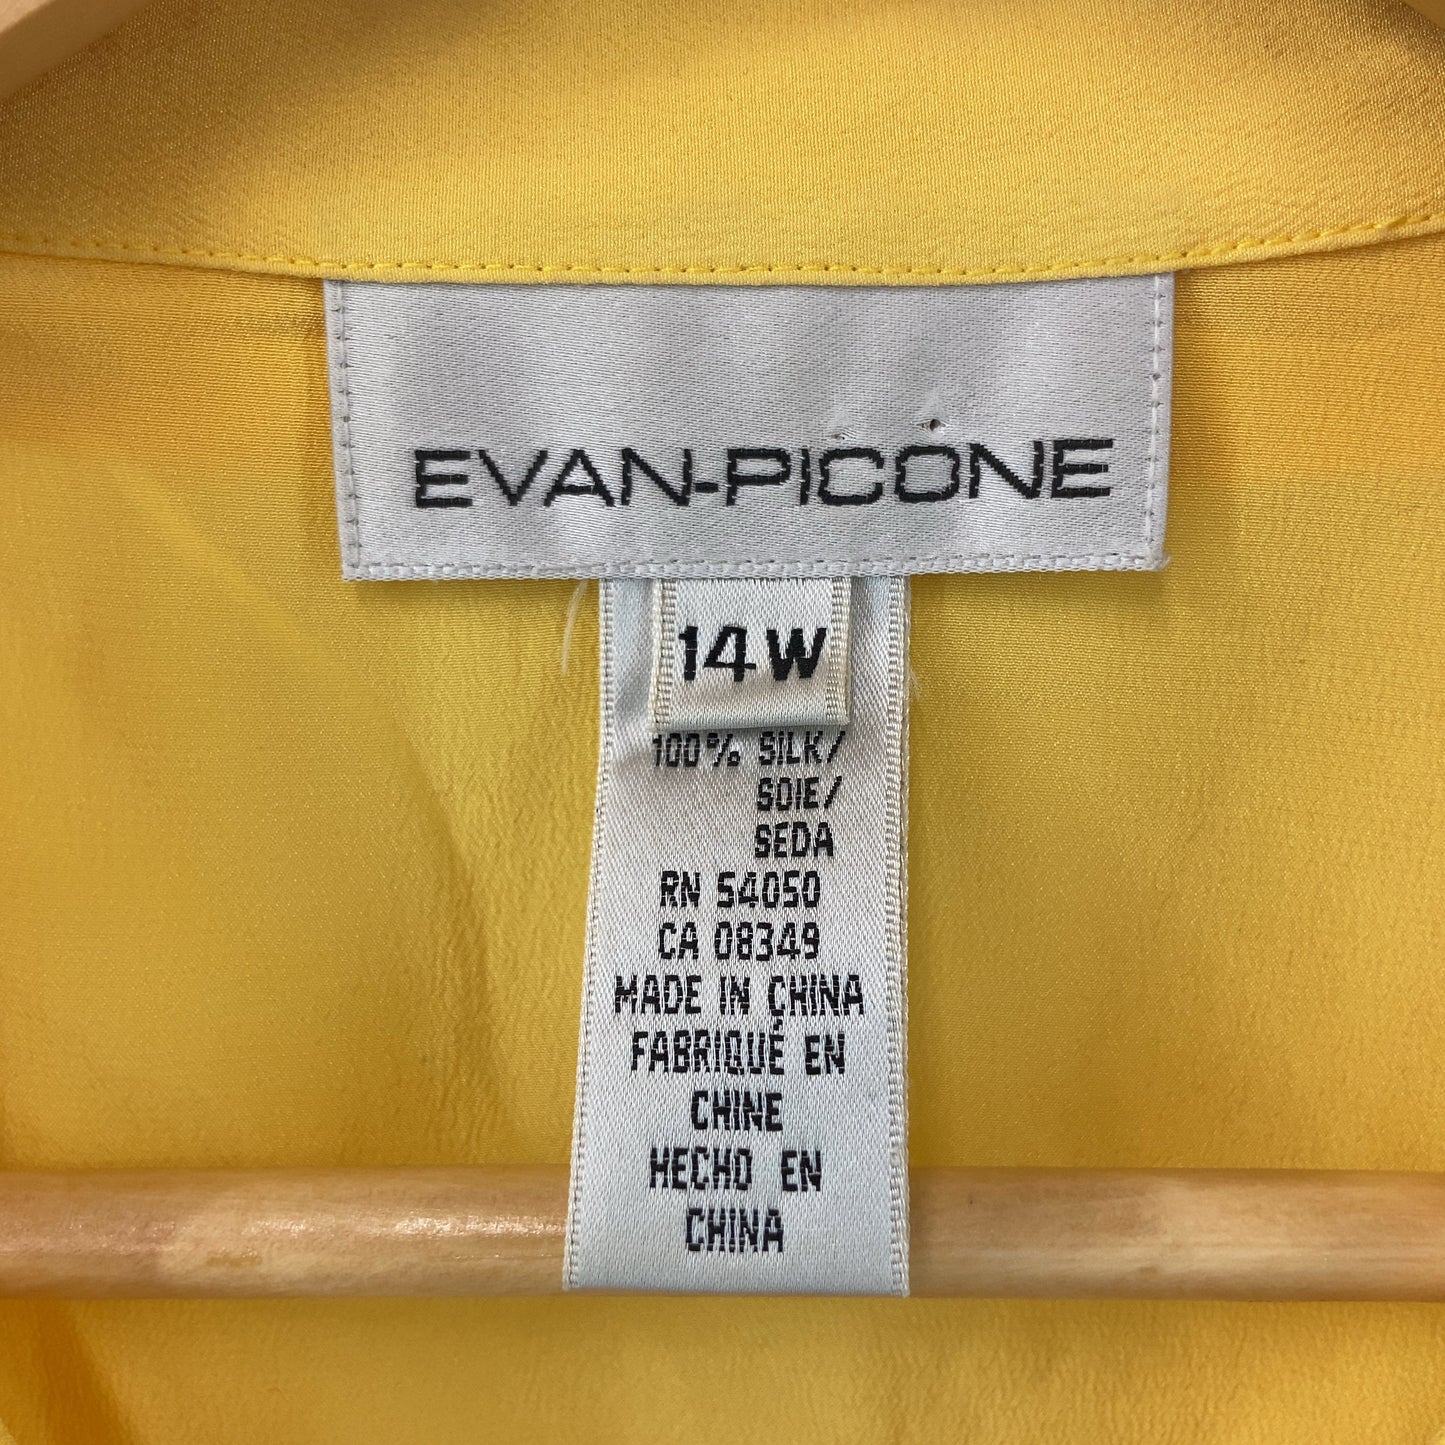 EVAN-PICONE
14W
100% SILK/
SOIE/
SEDA
RN 54050
CA 08349
MADE IN CHINA
FABRIQUÉ EN
CHINE
HECHO EN
CHINA